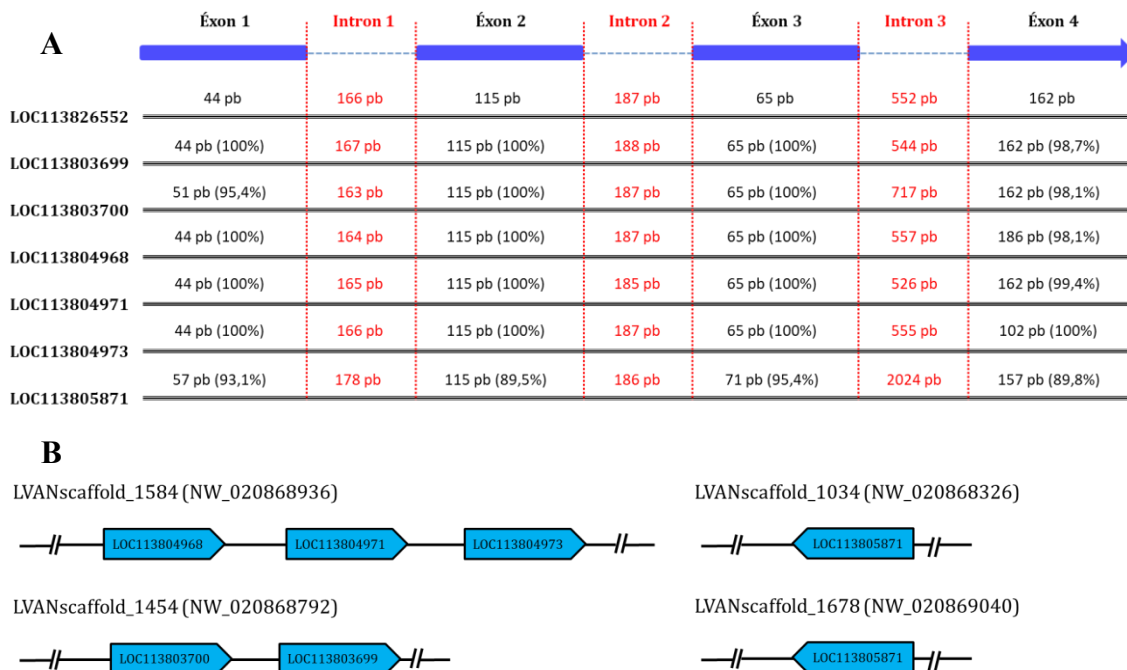 A
Éxon 1 Intron 1 Éxon 2 Intron 2 Éxon 3 Intron 3 Éxon 4
44 pb 166 pb 115 pb 187 pb 65 pb 552 pb 162 pb
LOC113826552
44 pb (100%) 167 pb 115 pb (100%) 188 pb 65 pb (100%) 544 pb 162 pb (98,7%)
LOC113803699
51 pb (95,4%) 163 pb 115 pb (100%) 187 pb 65 pb (100%) 717 pb 162 pb (98,1%)
LOC113803700
44 pb (100%) 164 pb 115 pb (100%) 187 pb 65 pb (100%) 557 pb 186 pb (98,1%)
LOC113804968
44 pb (100%) 165 pb 115 pb (100%) 185 pb 65 pb (100%) 526 pb 162 pb (99,4%)
LOC113804971
44 pb (100%) 166 pb 115 pb (100%) 187 pb 65 pb (100%) 555 pb 102 pb (100%)
LOC113804973
57 pb (93,1%) 178 pb 115 pb (89,5%) 186 pb 71 pb (95,4%) 2024 pb 157 pb (89,8%)
LOC113805871
B
LVANscaffold_1584 (NW_020868936) LVANscaffold_1034 (NW_020868326)
LOC113804968 LOC113804971 LOC113804973 LOC113805871
LVANscaffold_1454 (NW_020868792) LVANscaffold_1678 (NW_020869040)
LOC113803700 LOC113803699 LOC113805871